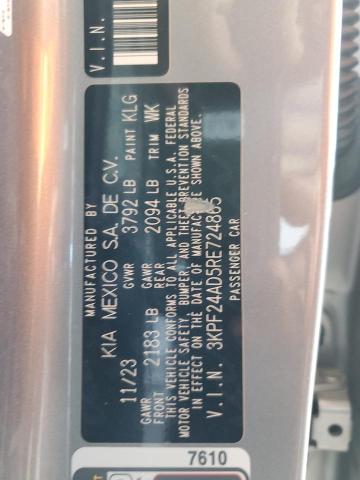 V.I.N.
MANUFACTURED BY
KIA MEXICO S.A. DE C.V.
11/23 GVWR 3792 LB PAINT KLG
GAWR FRONT 2183 LB GAWR REAR 2094 LB TRIM WK
THIS VEHICLE CONFORMS TO ALL APPLICABLE U.S.A. FEDERAL
MOTOR VEHICLE SAFETY, BUMPER, AND THEFT PREVENTION STANDARDS
IN EFFECT ON THE DATE OF MANUFACTURE SHOWN ABOVE.
V.I.N. 3KPF24AD5RE724865
PASSENGER CAR
7610